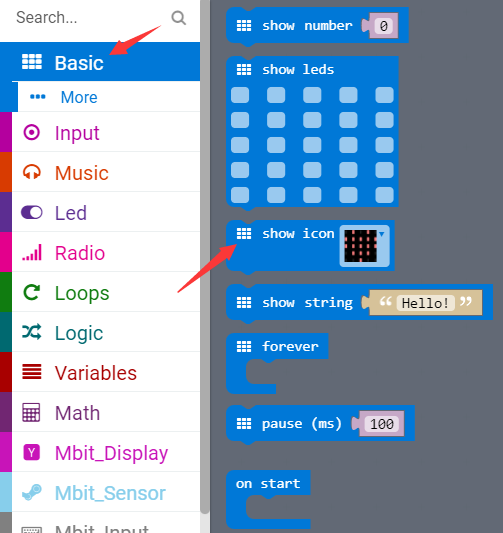 Search...
Basic
More
Input
Music
Led
Radio
Loops
Logic
Variables
Math
Mbit_Display
Mbit_Sensor
Mbit_Input
show number 0
show leds
show icon
show string “ Hello! ”
forever
pause (ms) 100
on start